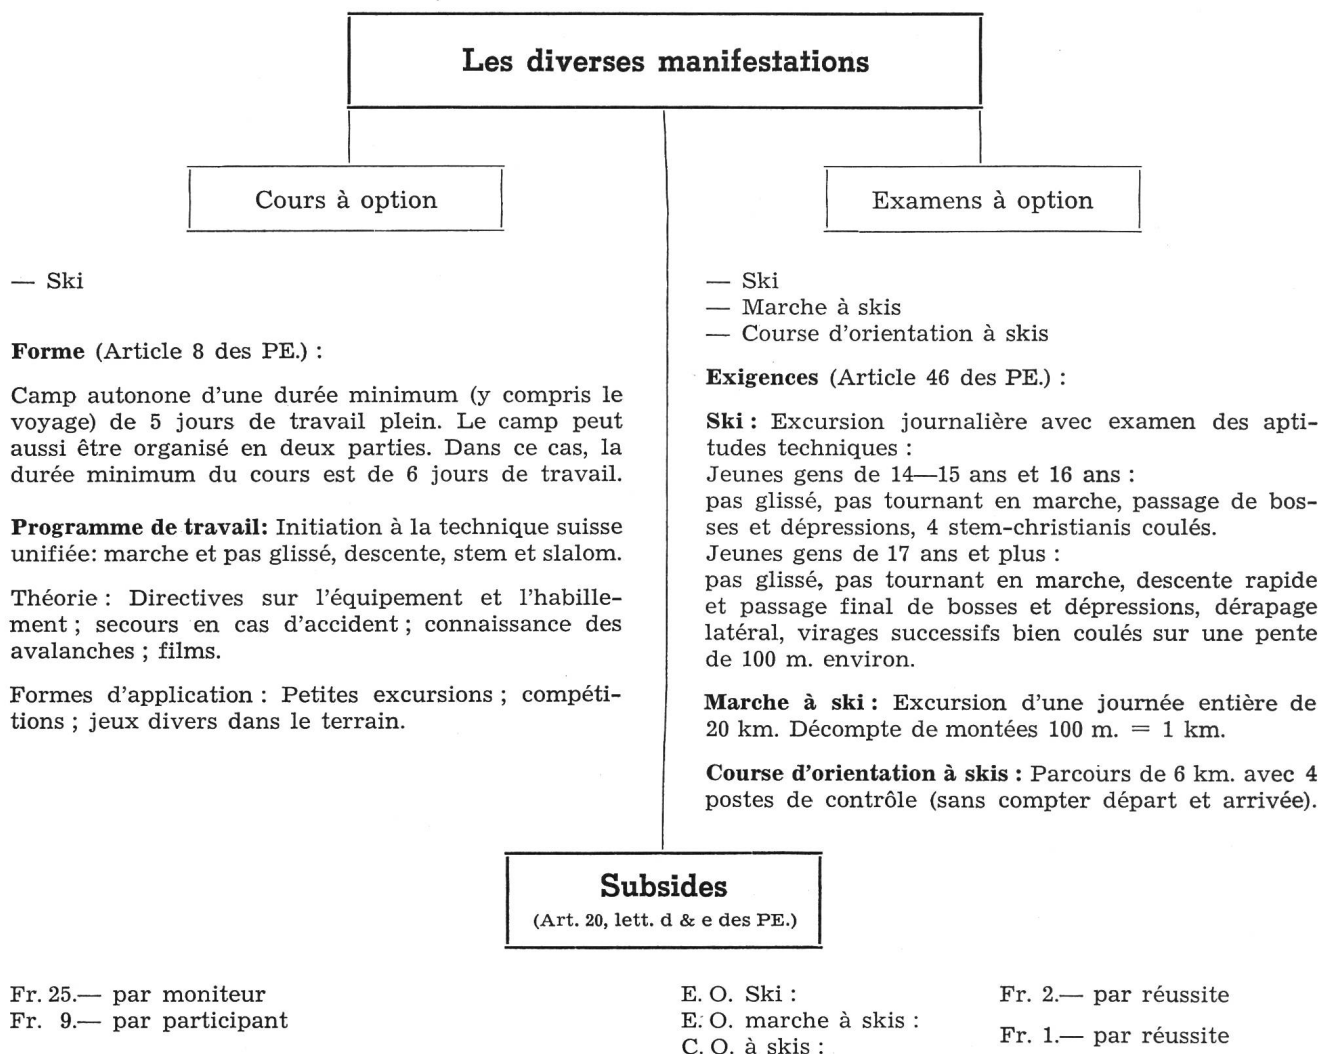 Les diverses manifestations
Cours à option
— Ski
Forme (Article 8 des PE.) :
Camp autonone d'une durée minimum (y compris le
voyage) de 5 jours de travail plein. Le camp peut
aussi être organisé en deux parties. Dans ce cas, la
durée minimum du cours est de 6 jours de travail.
Programme de travail: Initiation à la technique suisse
unifiée: marche et pas glissé, descente, stem et slalom.
Théorie : Directives sur l'équipement et l'habille-
ment ; secours en cas d'accident ; connaissance des
avalanches ; films.
Formes d'application : Petites excursions ; compéti-
tions ; jeux divers dans le terrain.
Examens à option
— Ski
— Marche à skis
— Course d'orientation à skis
Exigences (Article 46 des PE.) :
Ski : Excursion journalière avec examen des apti-
tudes techniques :
Jeunes gens de 14—15 ans et 16 ans :
pas glissé, pas tournant en marche, passage de bos-
ses et dépressions, 4 stem-christianis coulés.
Jeunes gens de 17 ans et plus :
pas glissé, pas tournant en marche, descente rapide
et passage final de bosses et dépressions, dérapage
latéral, virages successifs bien coulés sur une pente
de 100 m. environ.
Marche à ski : Excursion d'une journée entière de
20 km. Décompte de montées 100 m. = 1 km.
Course d'orientation à skis : Parcours de 6 km. avec 4
postes de contrôle (sans compter départ et arrivée).
Subsides
(Art. 20, lett. d & e des PE.)
Fr. 25.— par moniteur
Fr. 9.— par participant
E. O. Ski : Fr. 2.— par réussite
E. O. marche à skis :
C. O. à skis : Fr. 1.— par réussite